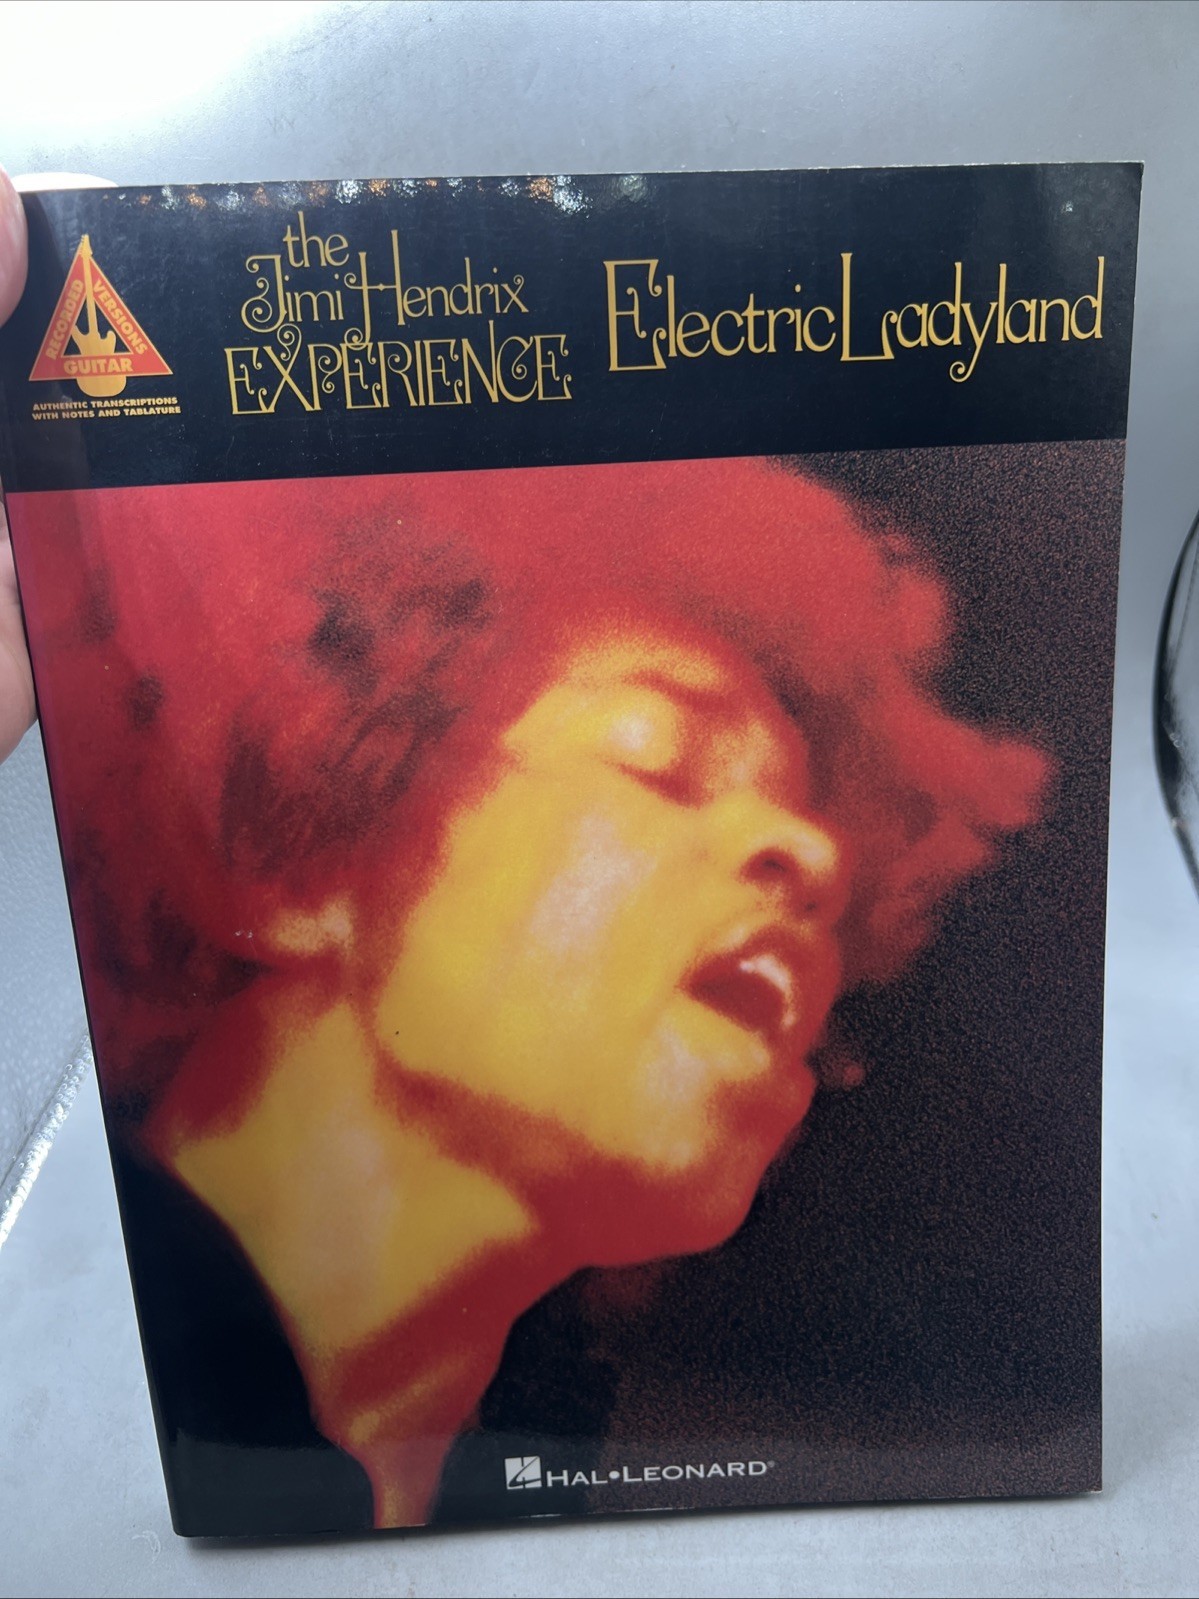 the
Jimi Hendrix
EXPERIENCE
Electric Ladyland
RECORDED VERSIONS
GUITAR
AUTHENTIC TRANSCRIPTIONS
WITH NOTES AND TABLATURE
HAL•LEONARD®